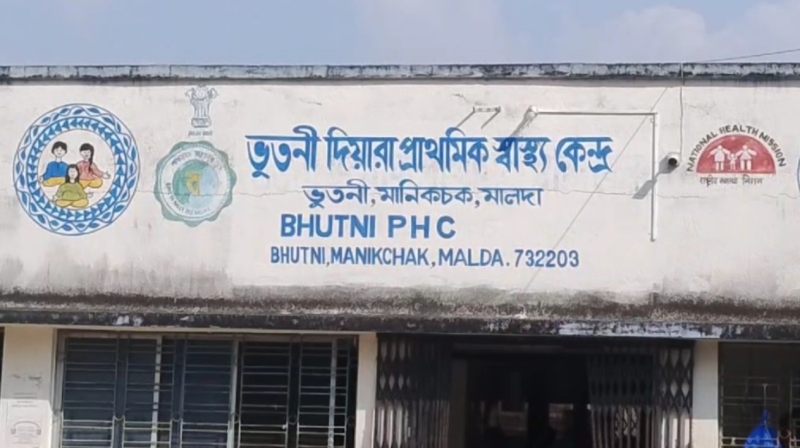 ভূতনী দিয়ারা প্রাথমিক স্বাস্থ্য কেন্দ্র
ভূতনী,মানিকচক,মালদা
BHUTNI PHC
BHUTNI,MANIKCHAK,MALDA. 732203
NATIONAL HEALTH MISSION